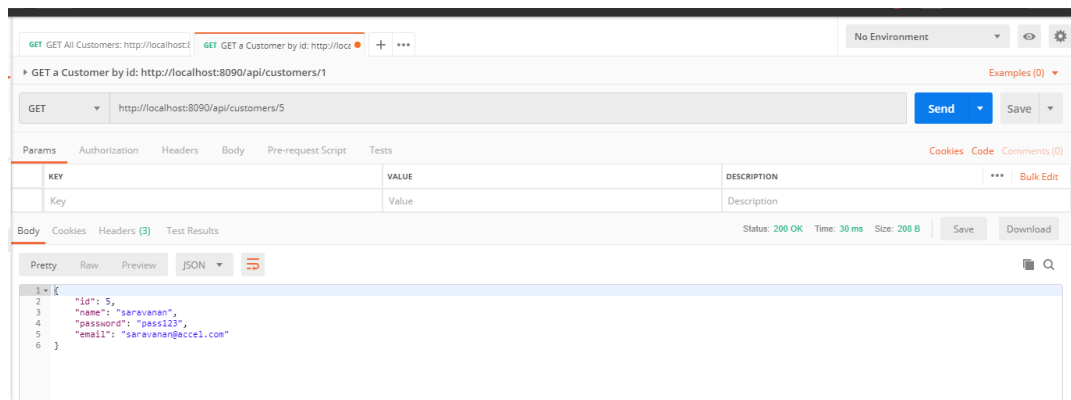 GET GET All Customers: http://localhost:8
GET GET a Customer by id: http://loca
No Environment
GET a Customer by id: http://localhost:8090/api/customers/1
Examples (0)
GET
http://localhost:8090/api/customers/5
Send
Save
Params Authorization Headers Body Pre-request Script Tests
Cookies Code Comments (0)
KEY VALUE DESCRIPTION ••• Bulk Edit
Key Value Description
Body Cookies Headers (3) Test Results
Status: 200 OK Time: 30 ms Size: 208 B Save Download
Pretty Raw Preview JSON
1 {
2 "id": 5,
3 "name": "saravanan",
4 "password": "pass123",
5 "email": "saravanan@accel.com"
6 }